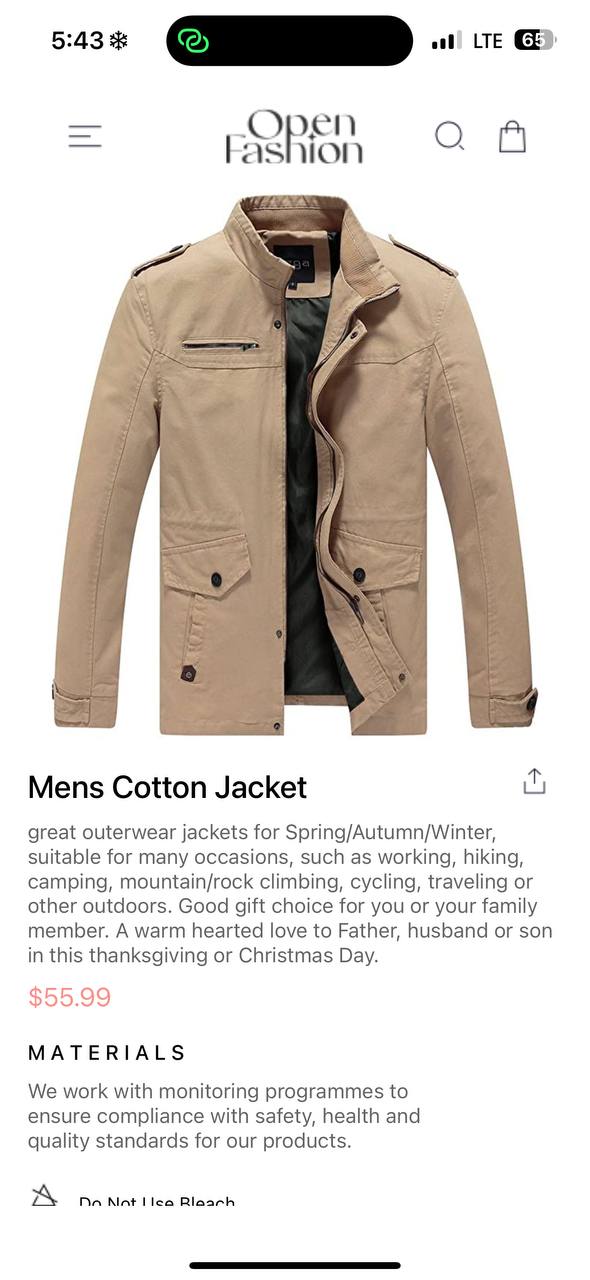 5:43
LTE
65
Open
Fashion
Mens Cotton Jacket
great outerwear jackets for Spring/Autumn/Winter,
suitable for many occasions, such as working, hiking,
camping, mountain/rock climbing, cycling, traveling or
other outdoors. Good gift choice for you or your family
member. A warm hearted love to Father, husband or son
in this thanksgiving or Christmas Day.
$55.99
MATERIALS
We work with monitoring programmes to
ensure compliance with safety, health and
quality standards for our products.
Do Not Use Bleach